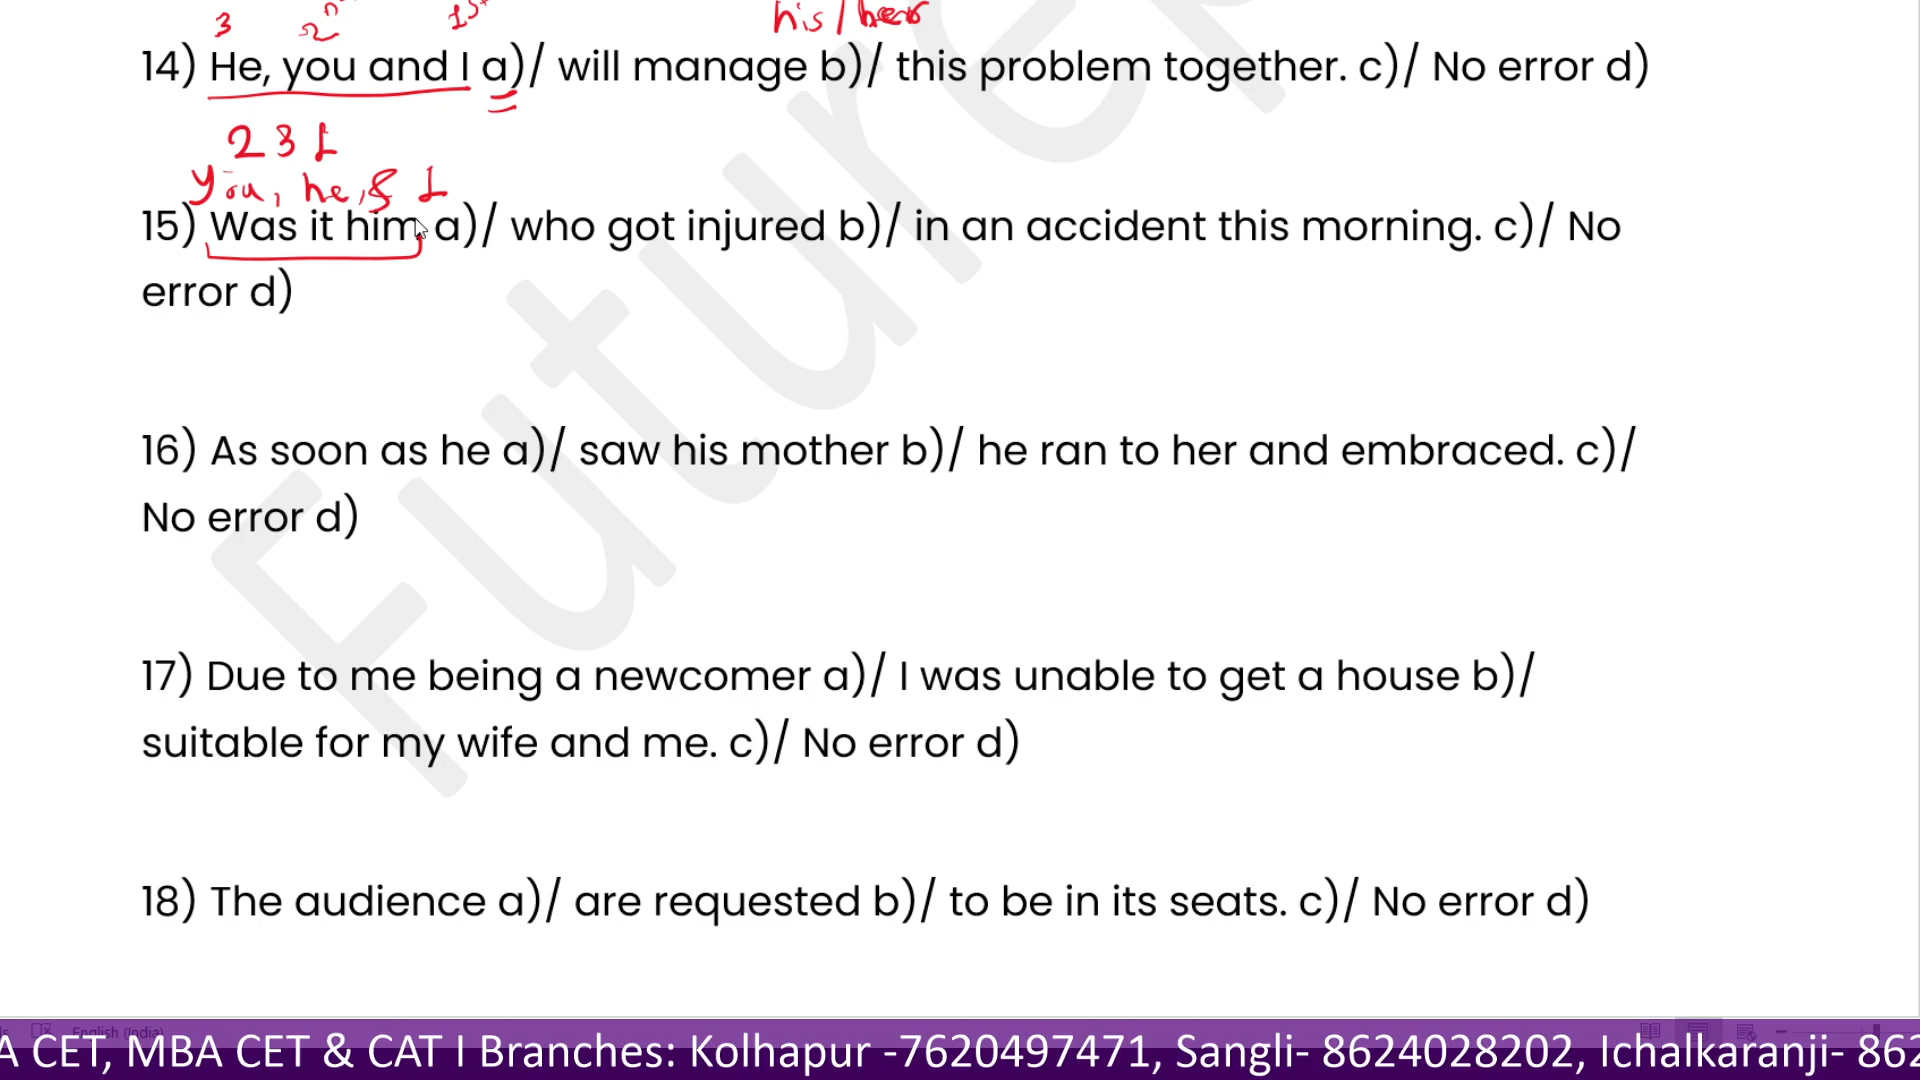 3 2nd 1st his/her
14) He, you and I a)/ will manage b)/ this problem together. c)/ No error d)
2 3 1
you, he, & I
15) Was it him a)/ who got injured b)/ in an accident this morning. c)/ No
error d)
16) As soon as he a)/ saw his mother b)/ he ran to her and embraced. c)/
No error d)
17) Due to me being a newcomer a)/ I was unable to get a house b)/
suitable for my wife and me. c)/ No error d)
18) The audience a)/ are requested b)/ to be in its seats. c)/ No error d)
English (India)
A CET, MBA CET & CAT I Branches: Kolhapur -7620497471, Sangli- 8624028202, Ichalkaranji- 862